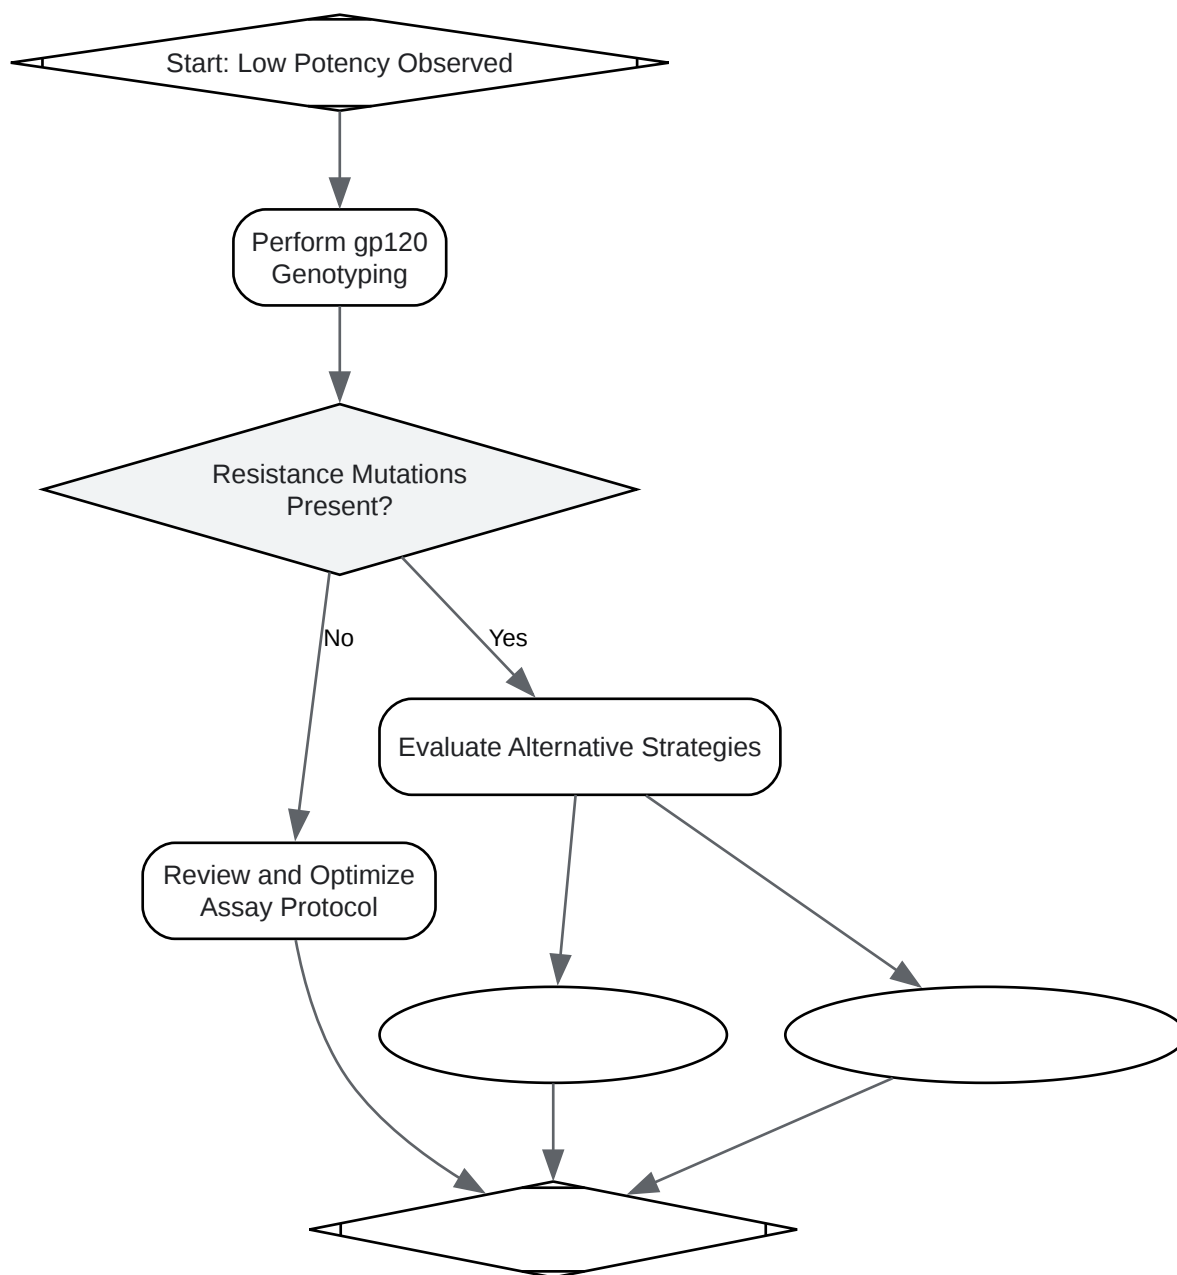 Start: Low Potency Observed
Perform gp120
Genotyping
Resistance Mutations
Present?
No
Yes
Evaluate Alternative Strategies
Review and Optimize
Assay Protocol